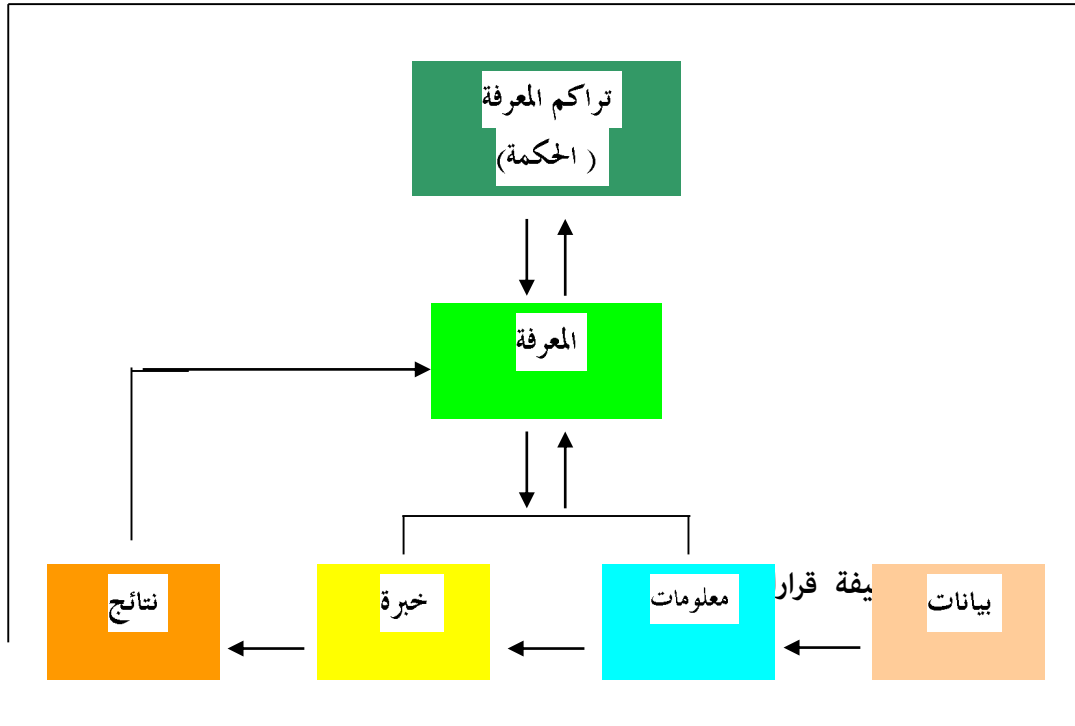 تراكم المعرفة
( الحكمة)
المعرفة
بيانات
قرار
معلومات
خبرة
نتائج